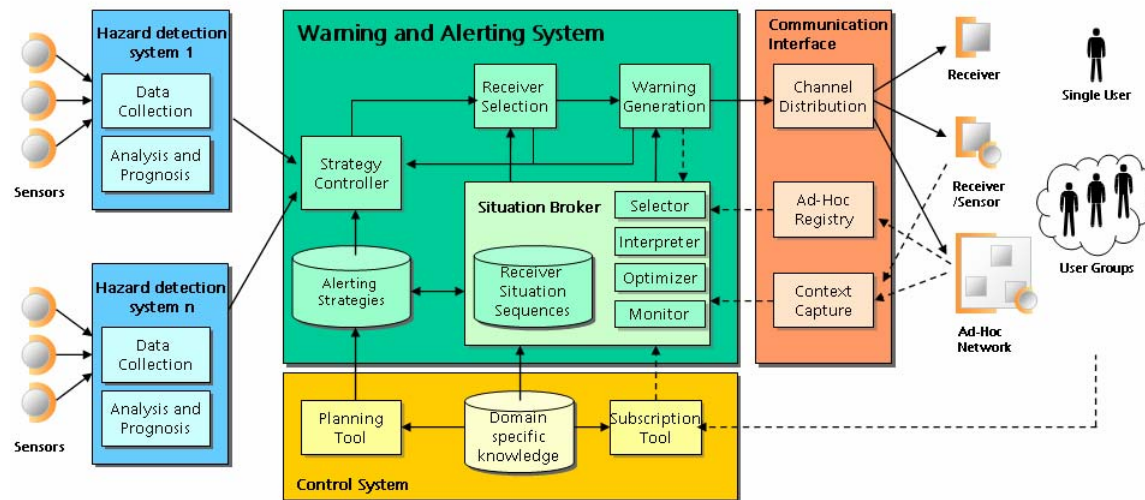 Hazard detection
system 1
Data
Collection
Analysis and
Prognosis
Sensors
Hazard detection
system n
Data
Collection
Analysis and
Prognosis
Sensors
Warning and Alerting System
Receiver
Selection
Warning
Generation
Strategy
Controller
Situation Broker
Selector
Interpreter
Optimizer
Monitor
Receiver
Situation
Sequences
Alerting
Strategies
Planning
Tool
Domain
specific
knowledge
Subscription
Tool
Control System
Communication
Interface
Channel
Distribution
Ad-Hoc
Registry
Context
Capture
Receiver
Receiver
/Sensor
Ad-Hoc
Network
Single User
User Groups